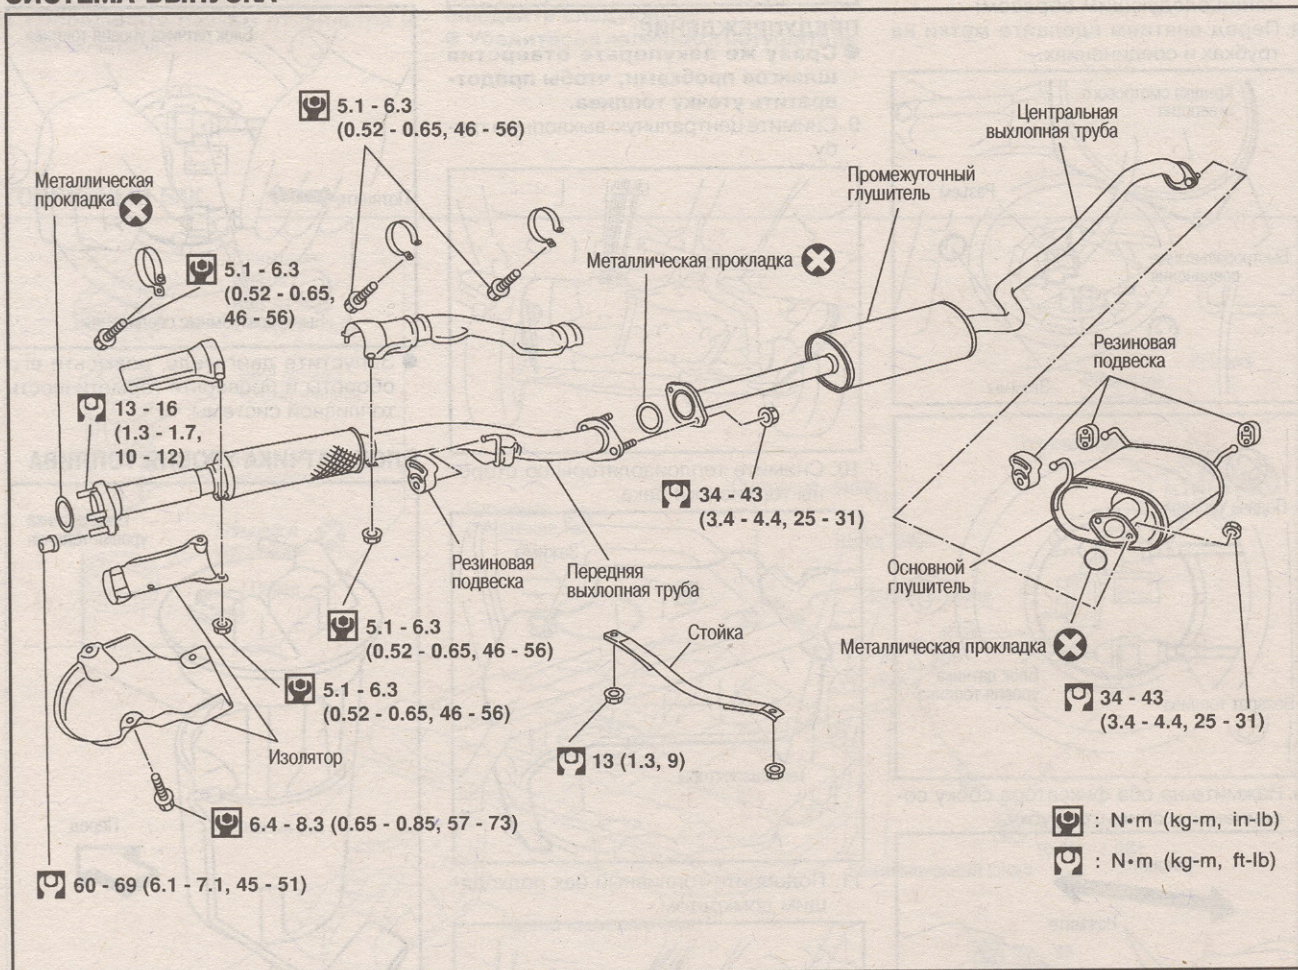 СИСТЕМА ВЫПУСКА
5.1 - 6.3
(0.52 - 0.65, 46 - 56)
Металлическая
прокладка
5.1 - 6.3
(0.52 - 0.65,
46 - 56)
13 - 16
(1.3 - 1.7,
10 - 12)
Центральная
выхлопная труба
Промежуточный
глушитель
Металлическая прокладка
Резиновая
подвеска
34 - 43
(3.4 - 4.4, 25 - 31)
Резиновая
подвеска
Передняя
выхлопная труба
Основной
глушитель
5.1 - 6.3
(0.52 - 0.65, 46 - 56)
Стойка
Металлическая прокладка
5.1 - 6.3
(0.52 - 0.65, 46 - 56)
34 - 43
(3.4 - 4.4, 25 - 31)
Изолятор
13 (1.3, 9)
6.4 - 8.3 (0.65 - 0.85, 57 - 73)
: N•m (kg-m, in-lb)
: N•m (kg-m, ft-lb)
60 - 69 (6.1 - 7.1, 45 - 51)